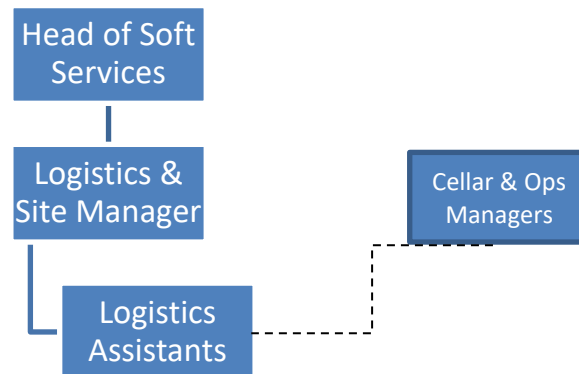 Head of Soft
Services
Logistics &
Site Manager
Cellar & Ops
Managers
Logistics
Assistants